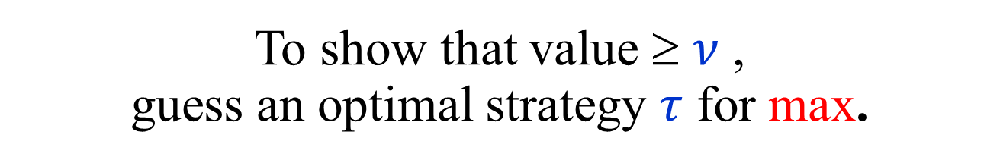 To show that value ≥ ν ,
guess an optimal strategy τ for max.